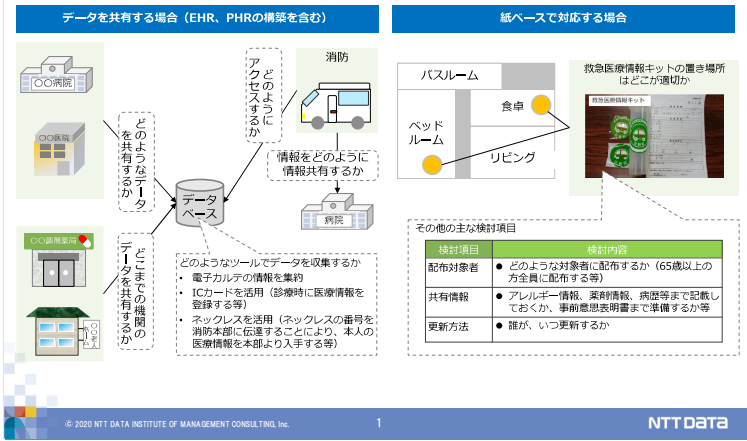 データを共有する場合（EHR、PHRの構築を含む）
〇〇病院
〇〇医院
どのようなデータ
を共有するか
〇〇調剤薬局
〇〇老人
ホーム
どこまでの機関の
データを共有するか
データ
ベース
どのように
アクセスするか
消防
情報をどのように
情報共有するか
病院
どのようなツールでデータを収集するか
• 電子カルテの情報を集約
• ICカードを活用（診療時に医療情報を
登録する等）
• ネックレスを活用（ネックレスの番号を
消防本部に伝達することにより、本人の
医療情報を本部より入手する等）
紙ベースで対応する場合
バスルーム
食卓
ベッド
ルーム
リビング
救急医療情報キットの置き場所
はどこが適切か
救急医療情報キット
その他の主な検討項目
検討項目
検討内容
配布対象者
● どのような対象者に配布するか（65歳以上の
方全員に配布する等）
共有情報
● アレルギー情報、薬剤情報、病歴等まで記載し
ておくか、事前意思表明書まで準備するか等
更新方法
● 誰が、いつ更新するか
© 2020 NTT DATA INSTITUTE OF MANAGEMENT CONSULTING, Inc.
1
NTT DATA